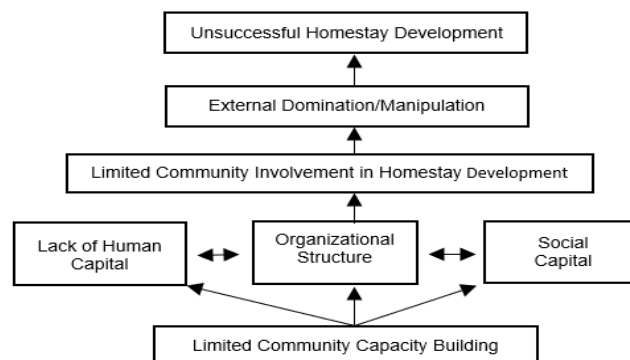 Unsuccessful Homestay Development
External Domination/Manipulation
Limited Community Involvement in Homestay Development
Lack of Human
Capital
Organizational
Structure
Social
Capital
Limited Community Capacity Building